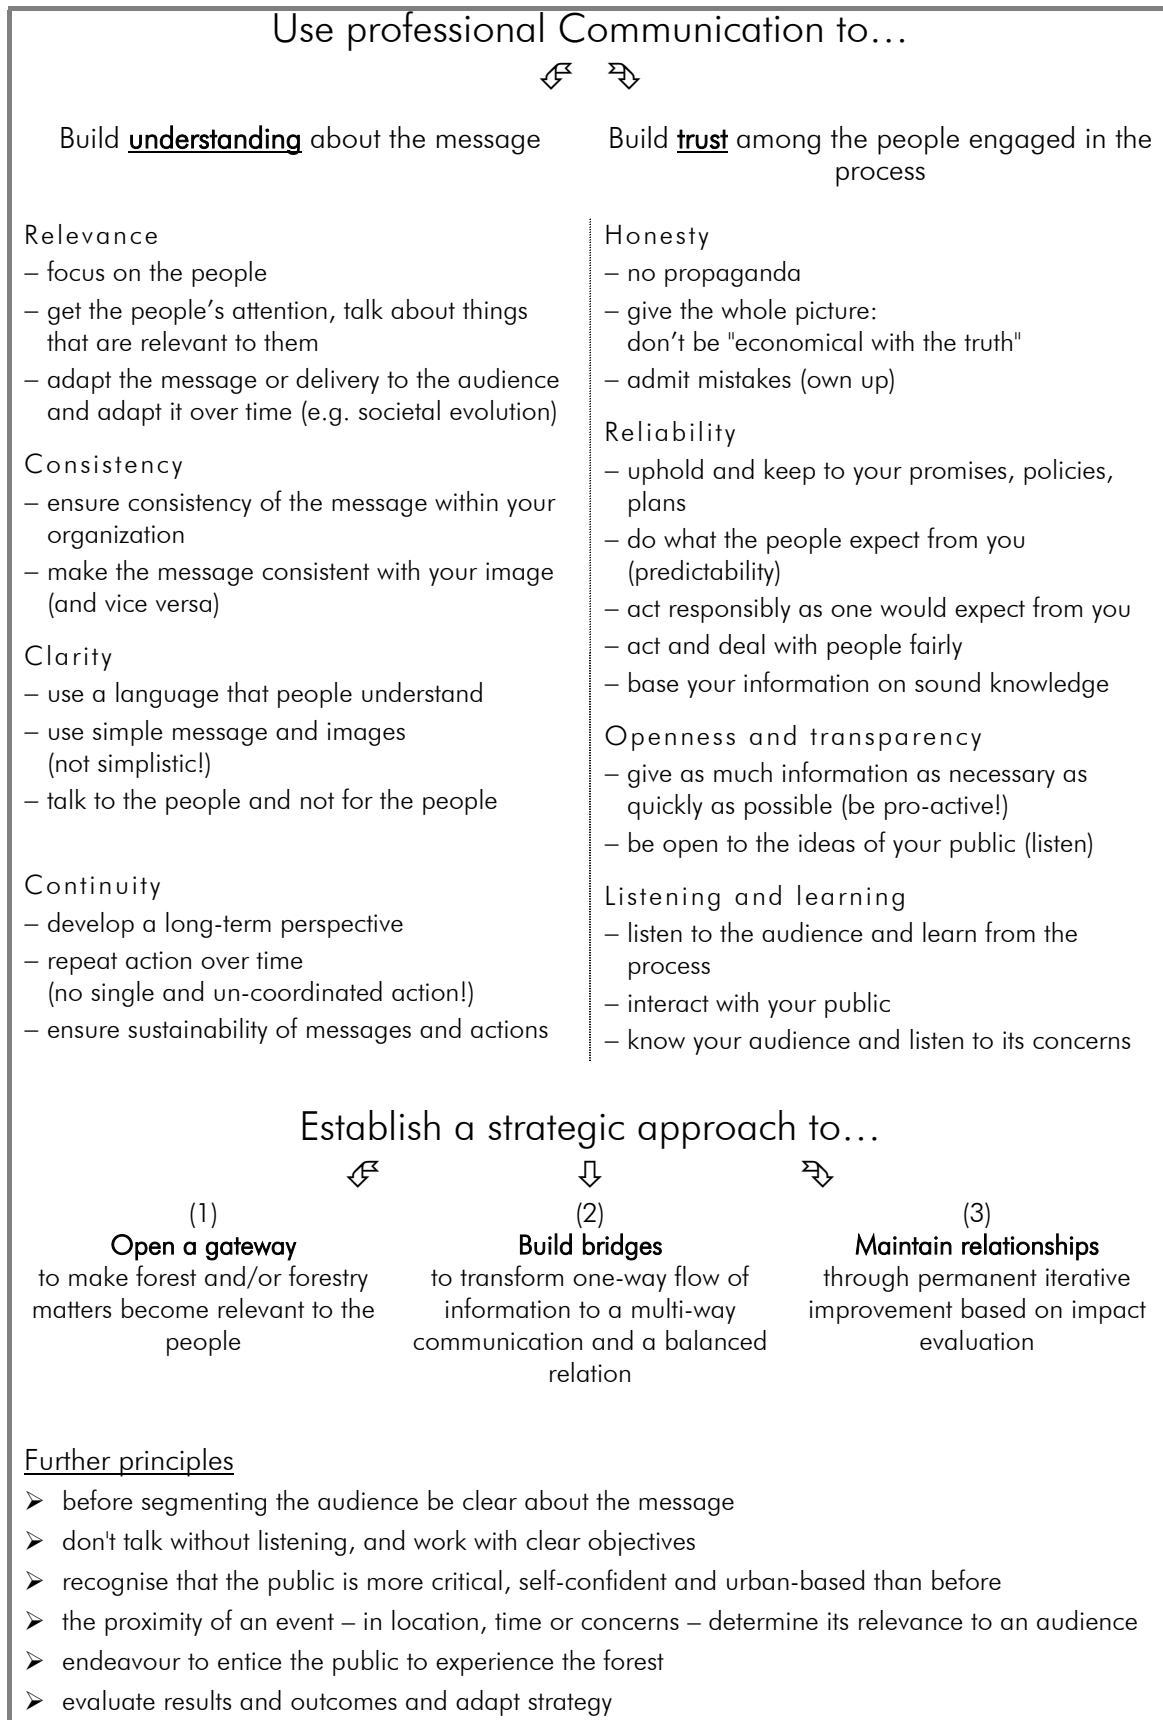 Use professional Communication to…
Build understanding about the message
Build trust among the people engaged in the
process
Relevance
– focus on the people
– get the people’s attention, talk about things
that are relevant to them
– adapt the message or delivery to the audience
and adapt it over time (e.g. societal evolution)
Consistency
– ensure consistency of the message within your
organization
– make the message consistent with your image
(and vice versa)
Clarity
– use a language that people understand
– use simple message and images
(not simplistic!)
– talk to the people and not for the people
Continuity
– develop a long-term perspective
– repeat action over time
(no single and un-coordinated action!)
– ensure sustainability of messages and actions
Honesty
– no propaganda
– give the whole picture:
don’t be "economical with the truth"
– admit mistakes (own up)
Reliability
– uphold and keep to your promises, policies,
plans
– do what the people expect from you
(predictability)
– act responsibly as one would expect from you
– act and deal with people fairly
– base your information on sound knowledge
Openness and transparency
– give as much information as necessary as
quickly as possible (be pro-active!)
– be open to the ideas of your public (listen)
Listening and learning
– listen to the audience and learn from the
process
– interact with your public
– know your audience and listen to its concerns
Establish a strategic approach to…
(1)
Open a gateway
to make forest and/or forestry
matters become relevant to the
people
(2)
Build bridges
to transform one-way flow of
information to a multi-way
communication and a balanced
relation
(3)
Maintain relationships
through permanent iterative
improvement based on impact
evaluation
Further principles
➢ before segmenting the audience be clear about the message
➢ don't talk without listening, and work with clear objectives
➢ recognise that the public is more critical, self-confident and urban-based than before
➢ the proximity of an event – in location, time or concerns – determine its relevance to an audience
➢ endeavour to entice the public to experience the forest
➢ evaluate results and outcomes and adapt strategy